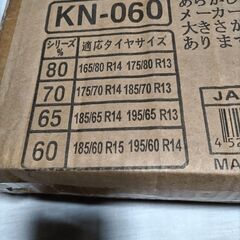 KN-060
あらかじ
メーカー
大きさが
あります
シリーズ% 適応タイヤサイズ
80 165/80 R14 175/80 R13
70 175/70 R14 185/70 R13
65 185/65 R14 195/65 R13
60 185/60 R15 195/60 R14
JA
4 52
MA